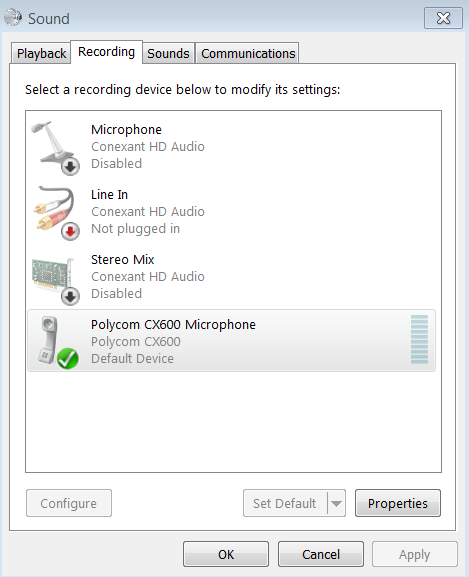 Sound
Playback Recording Sounds Communications
Select a recording device below to modify its settings:
Microphone
Conexant HD Audio
Disabled
Line In
Conexant HD Audio
Not plugged in
Stereo Mix
Conexant HD Audio
Disabled
Polycom CX600 Microphone
Polycom CX600
Default Device
Configure Set Default Properties
OK Cancel Apply